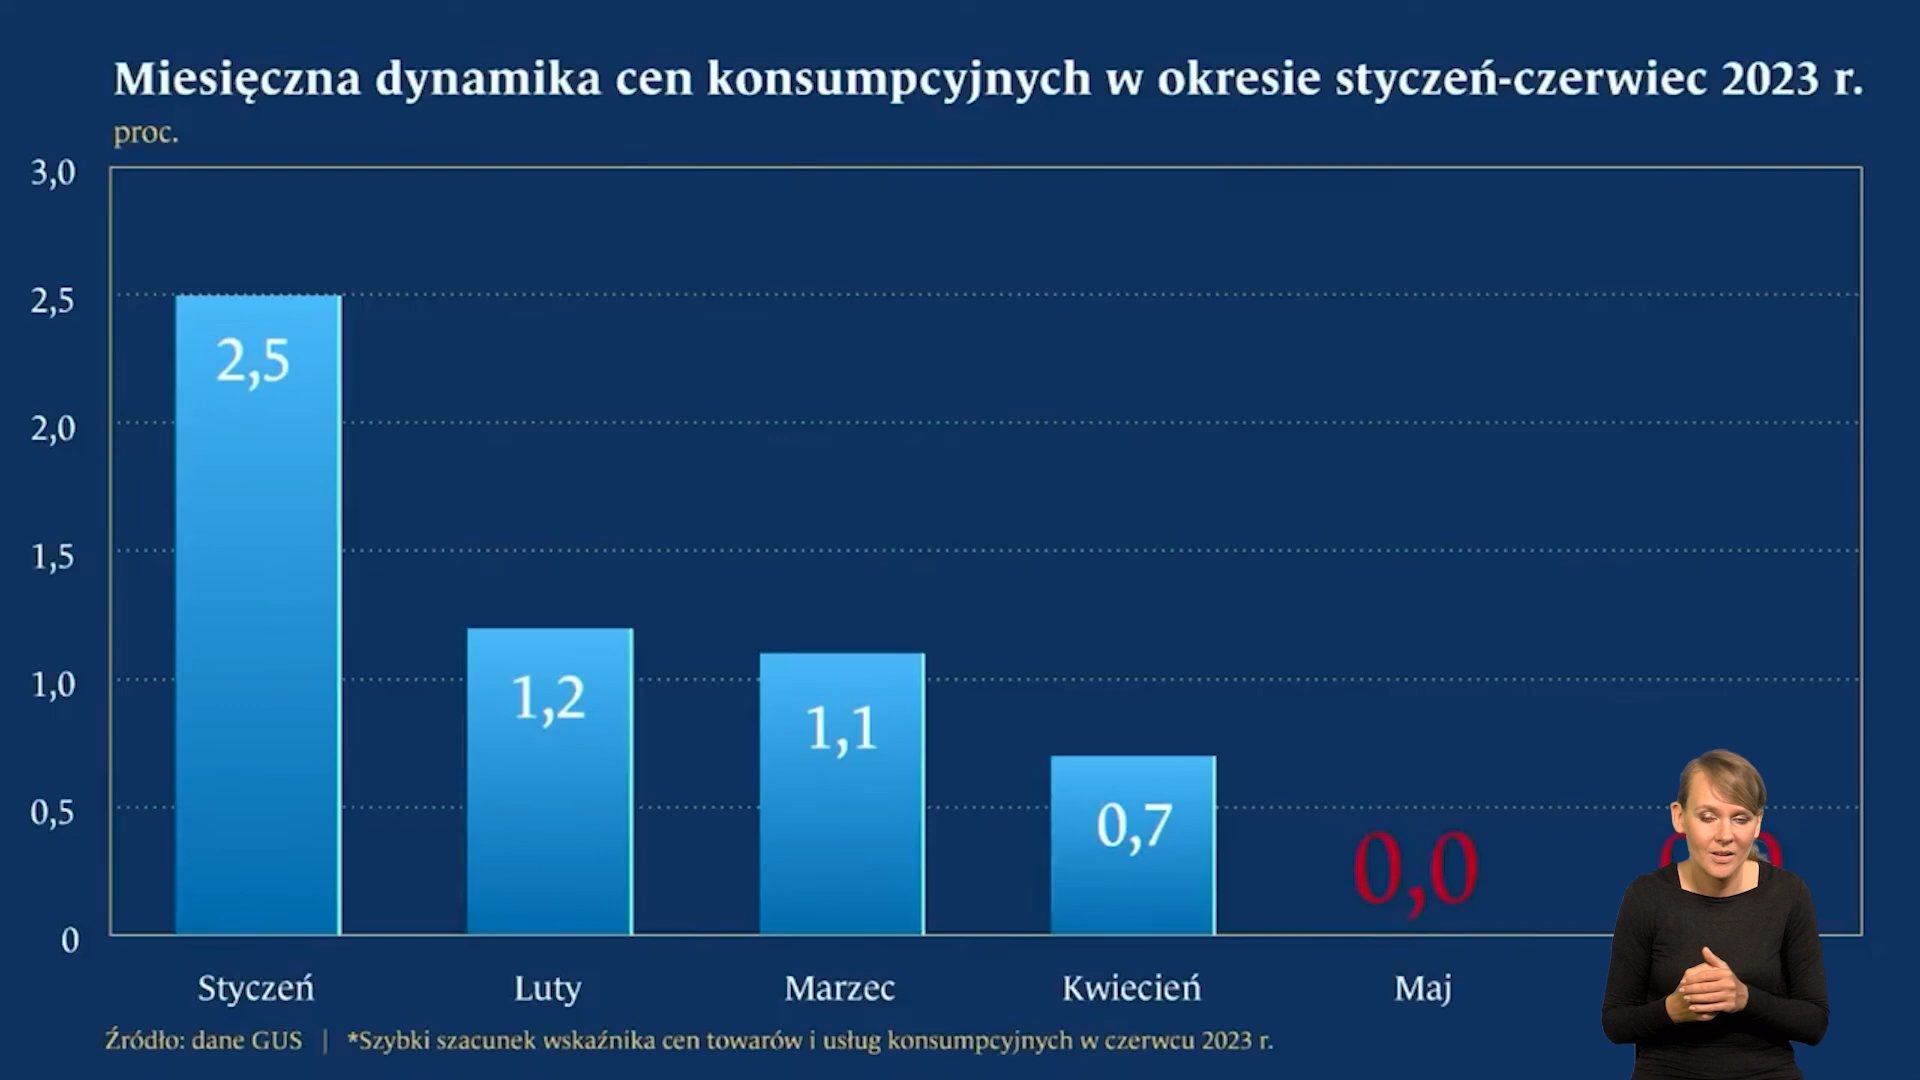 Miesięczna dynamika cen konsumpcyjnych w okresie styczeń-czerwiec 2023 r.
proc.
3,0
2,5
2,0
1,5
1,0
0,5
0
2,5
1,2
1,1
0,7
0,0
Styczeń
Luty
Marzec
Kwiecień
Maj
Źródło: dane GUS | *Szybki szacunek wskaźnika cen towarów i usług konsumpcyjnych w czerwcu 2023 r.